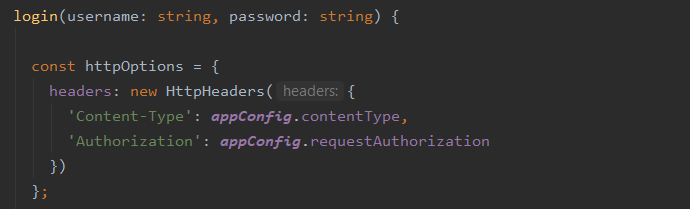 login(username: string, password: string) {
const httpOptions = {
headers: new HttpHeaders( headers: {
'Content-Type': appConfig.contentType,
'Authorization': appConfig.requestAuthorization
})
};